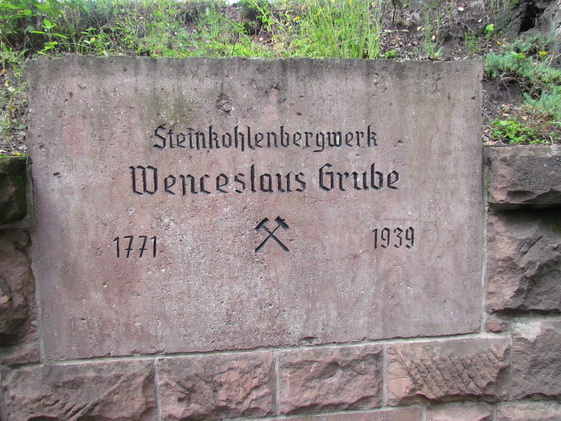 Steinkohlenbergwerk
Wenceslaus Grube
1771 1939